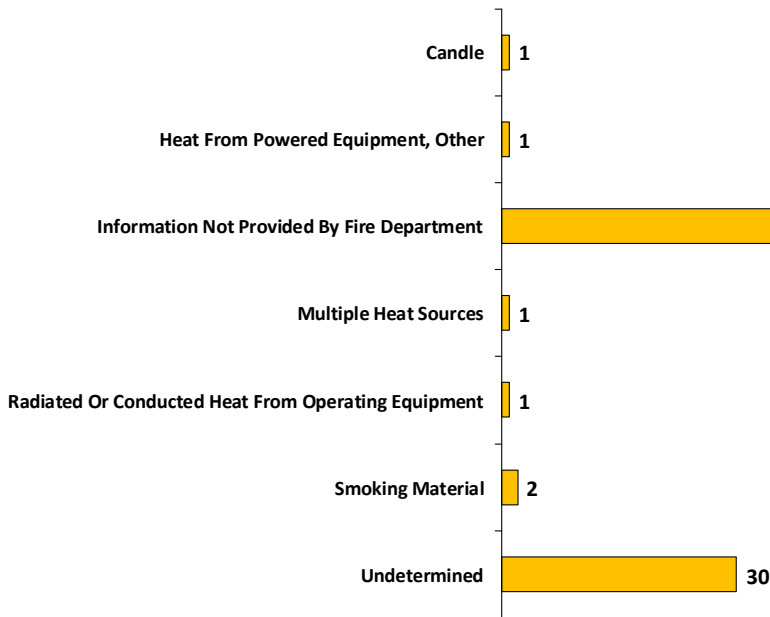 Candle 1
Heat From Powered Equipment, Other 1
Information Not Provided By Fire Department
Multiple Heat Sources 1
Radiated Or Conducted Heat From Operating Equipment 1
Smoking Material 2
Undetermined 30